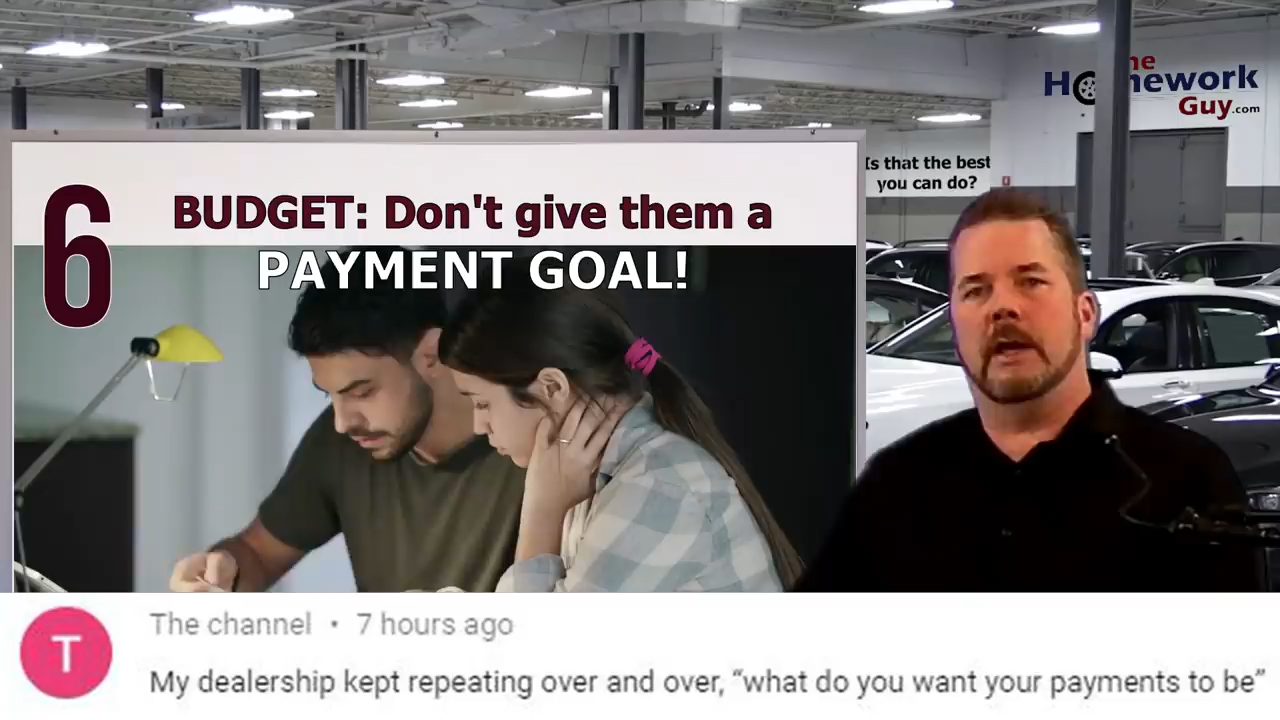 The
Homework
Guy.com
Is that the best
you can do?
6
BUDGET: Don't give them a
PAYMENT GOAL!
T
The channel • 7 hours ago
My dealership kept repeating over and over, “what do you want your payments to be”